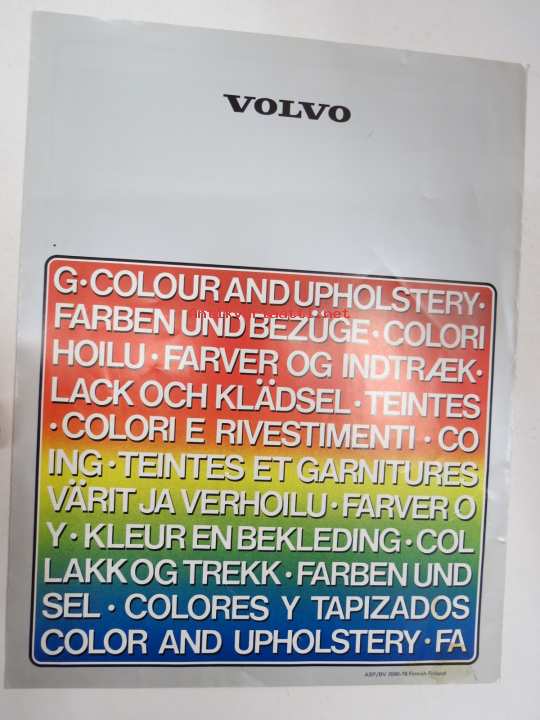 VOLVO
G·COLOUR AND UPHOLSTERY·
FARBEN UND BEZÜGE·COLORI
HOILU·FARVER OG INDTRÆK·
LACK OCH KLÄDSEL·TEINTES
·COLORI E RIVESTIMENTI·CO
ING·TEINTES ET GARNITURES
VÄRIT JA VERHOILU·FARVER O
Y·KLEUR EN BEKLEDING·COL
LAKK OG TREKK·FARBEN UND
SEL·COLORES Y TAPIZADOS
COLOR AND UPHOLSTERY·FA